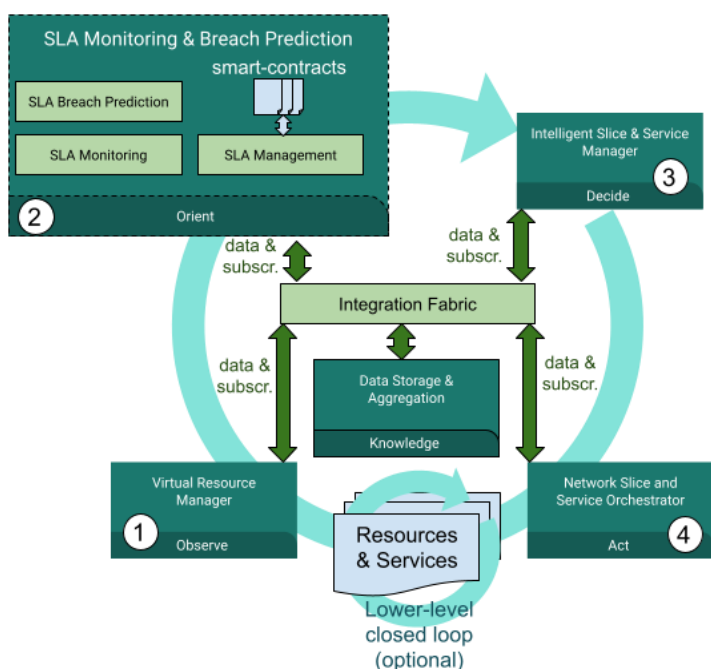 SLA Monitoring & Breach Prediction
smart-contracts
SLA Breach Prediction
SLA Monitoring
SLA Management
2
Orient
Intelligent Slice & Service
Manager
3
Decide
data &
subscr.
data &
subscr.
Integration Fabric
data &
subscr.
data &
subscr.
Data Storage &
Aggregation
Knowledge
Virtual Resource
Manager
1
Observe
Network Slice and
Service Orchestrator
4
Act
Resources
& Services
Lower-level
closed loop
(optional)